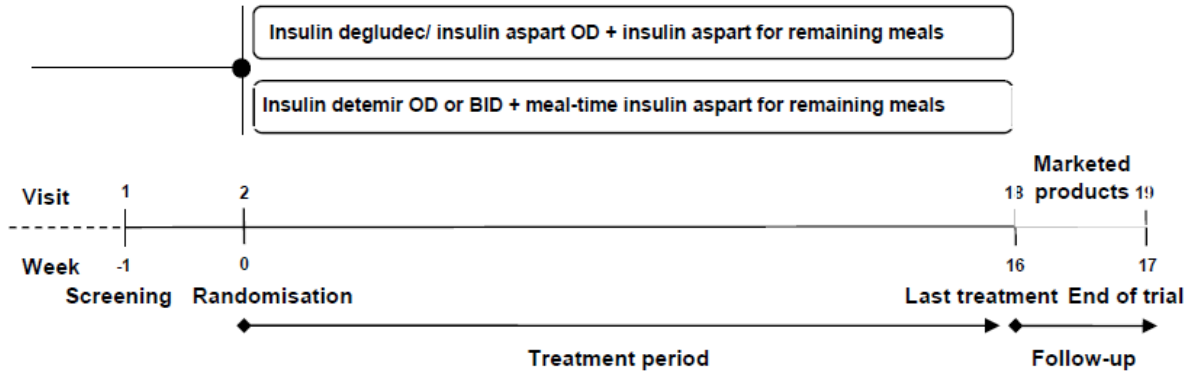 Insulin degludec/ insulin aspart OD + insulin aspart for remaining meals
Insulin detemir OD or BID + meal-time insulin aspart for remaining meals
Marketed
Visit 1 2 18 products 19
Week -1 0 16 17
Screening Randomisation Last treatment End of trial
Treatment period Follow-up